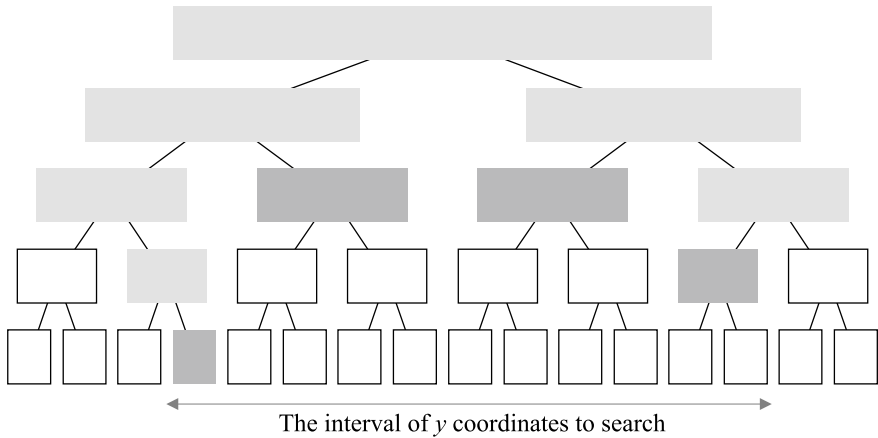 The interval of y coordinates to search